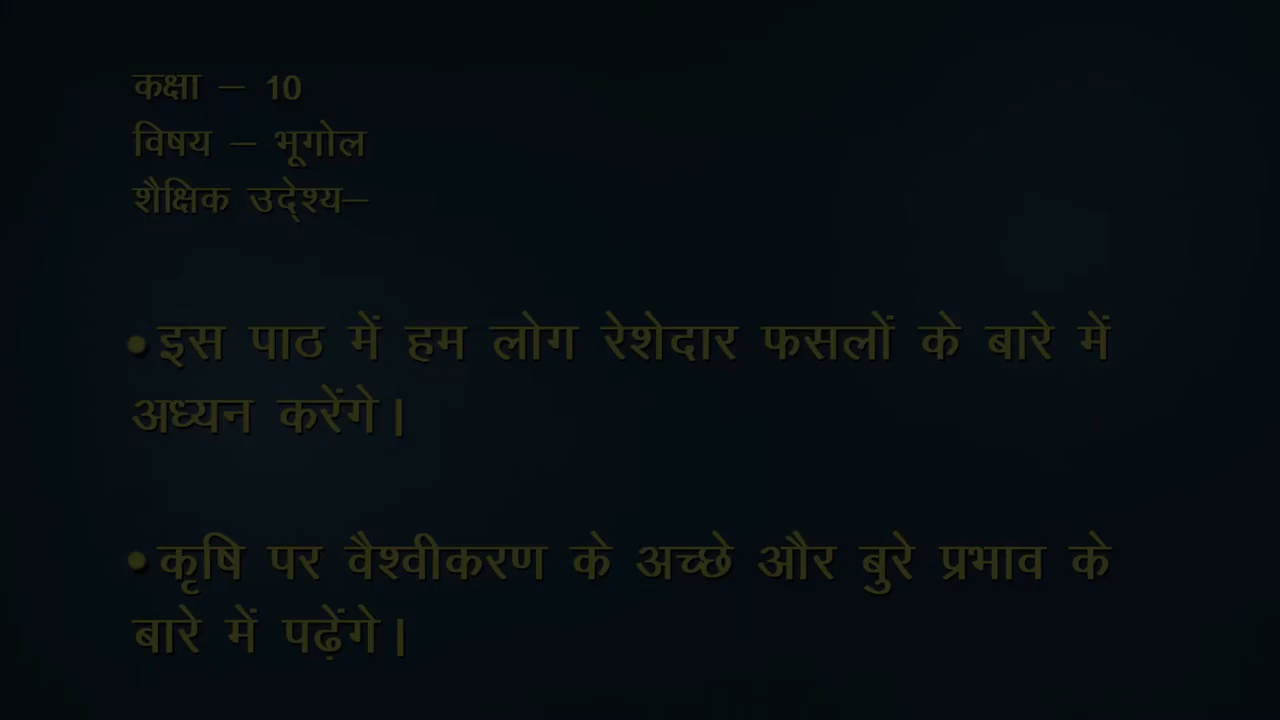 कक्षा – 10
विषय – भूगोल
शैक्षिक उदे्श्य–
•इस पाठ में हम लोग रेशेदार फसलों के बारे में
अध्यन करेंगे।
•कृषि पर वैश्वीकरण के अच्छे और बुरे प्रभाव के
बारे में पढ़ेंगे।